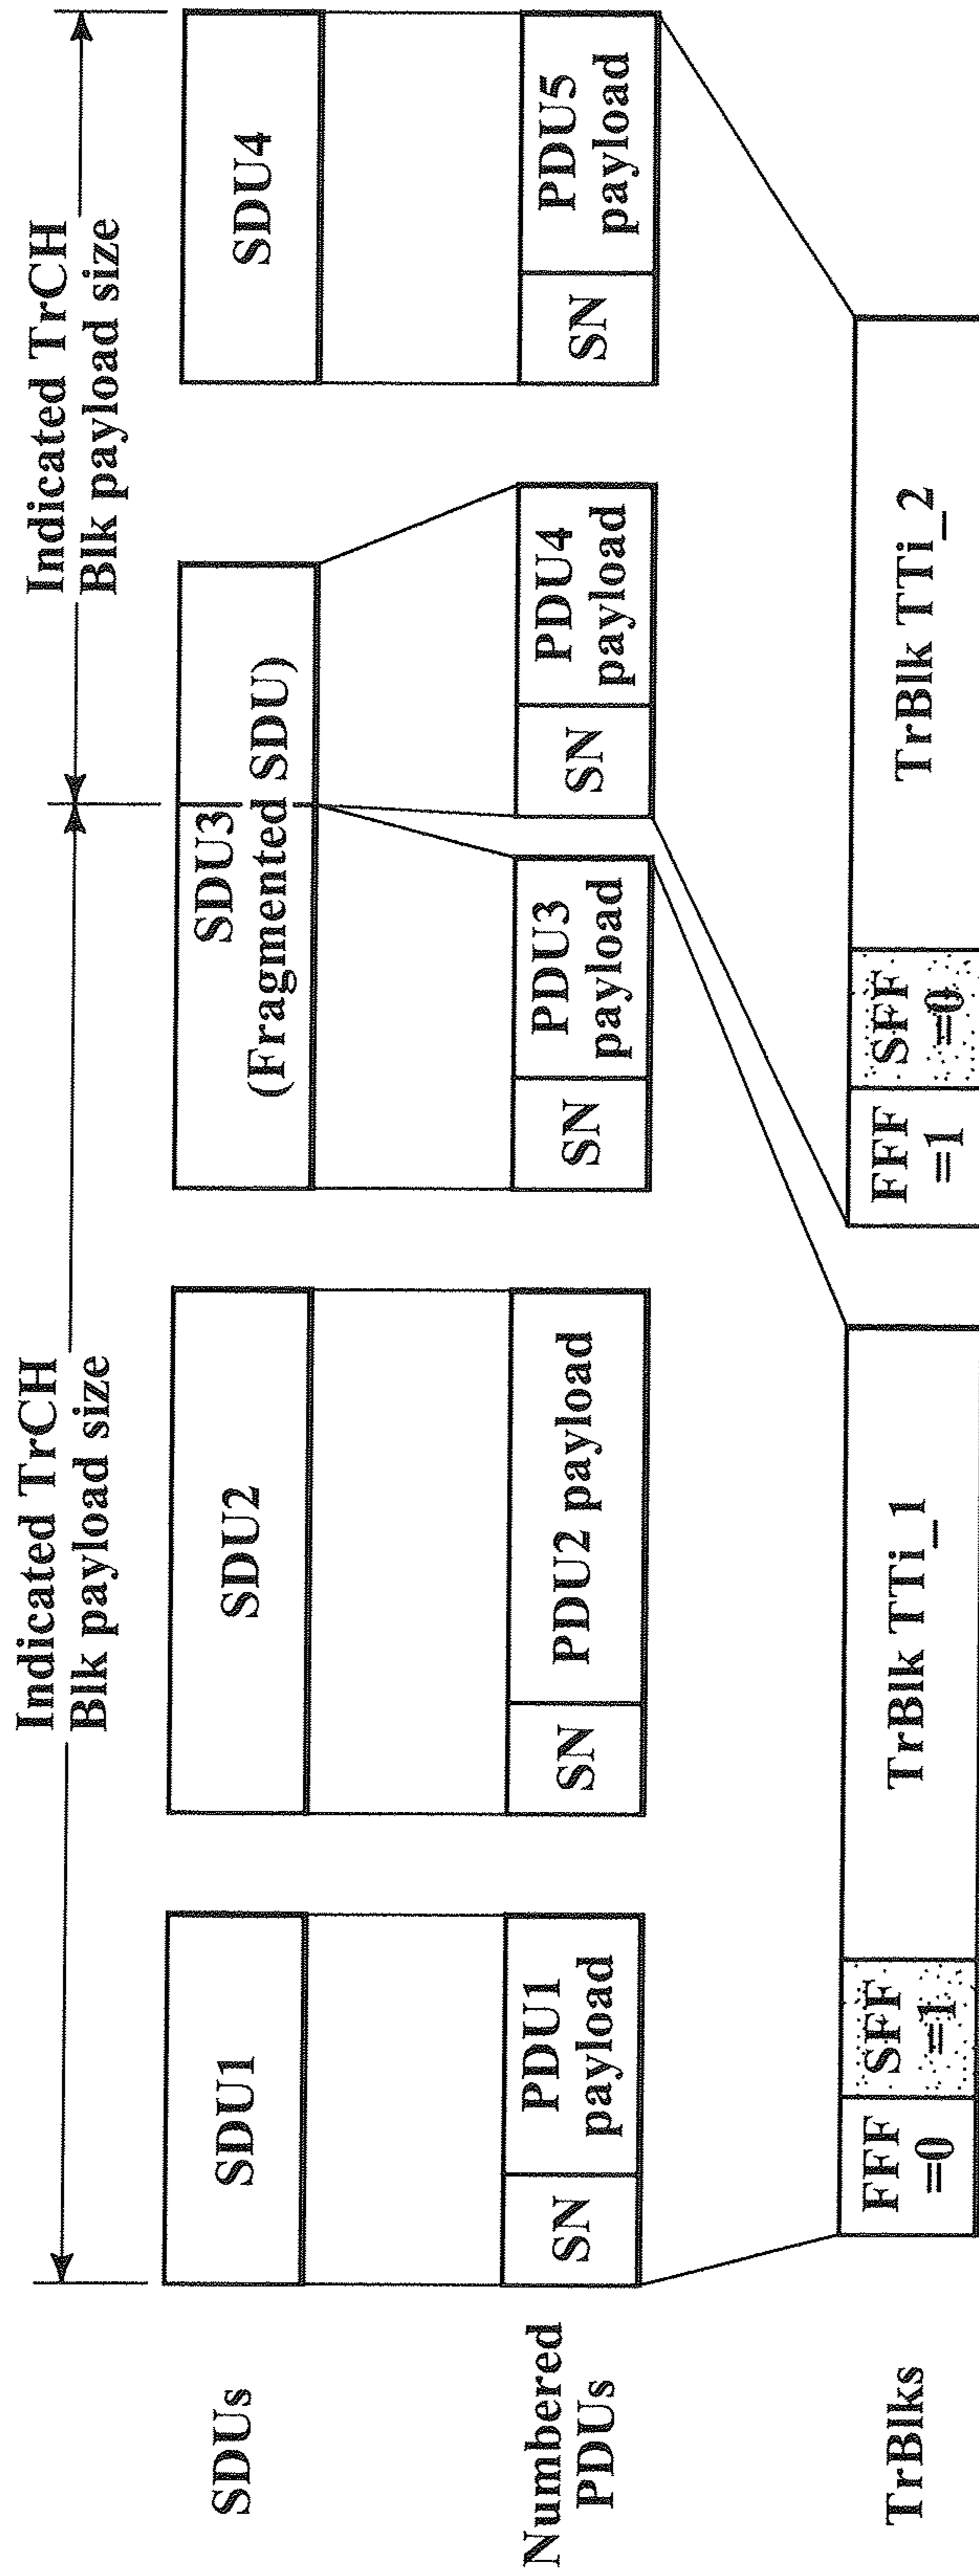 Indicated TrCH
Blk payload size
Indicated TrCH
Blk payload size
SDUs
SDU1
SDU2
SDU3
(Fragmented SDU)
SDU4
Numbered
PDUs
SN
PDU1
payload
SN
PDU2 payload
SN
PDU3
payload
SN
PDU4
payload
SN
PDU5
payload
TrBlks
FFF
=0
SFF
=1
TrBlk TTi_1
FFF
=1
SFF
=0
TrBlk TTi_2